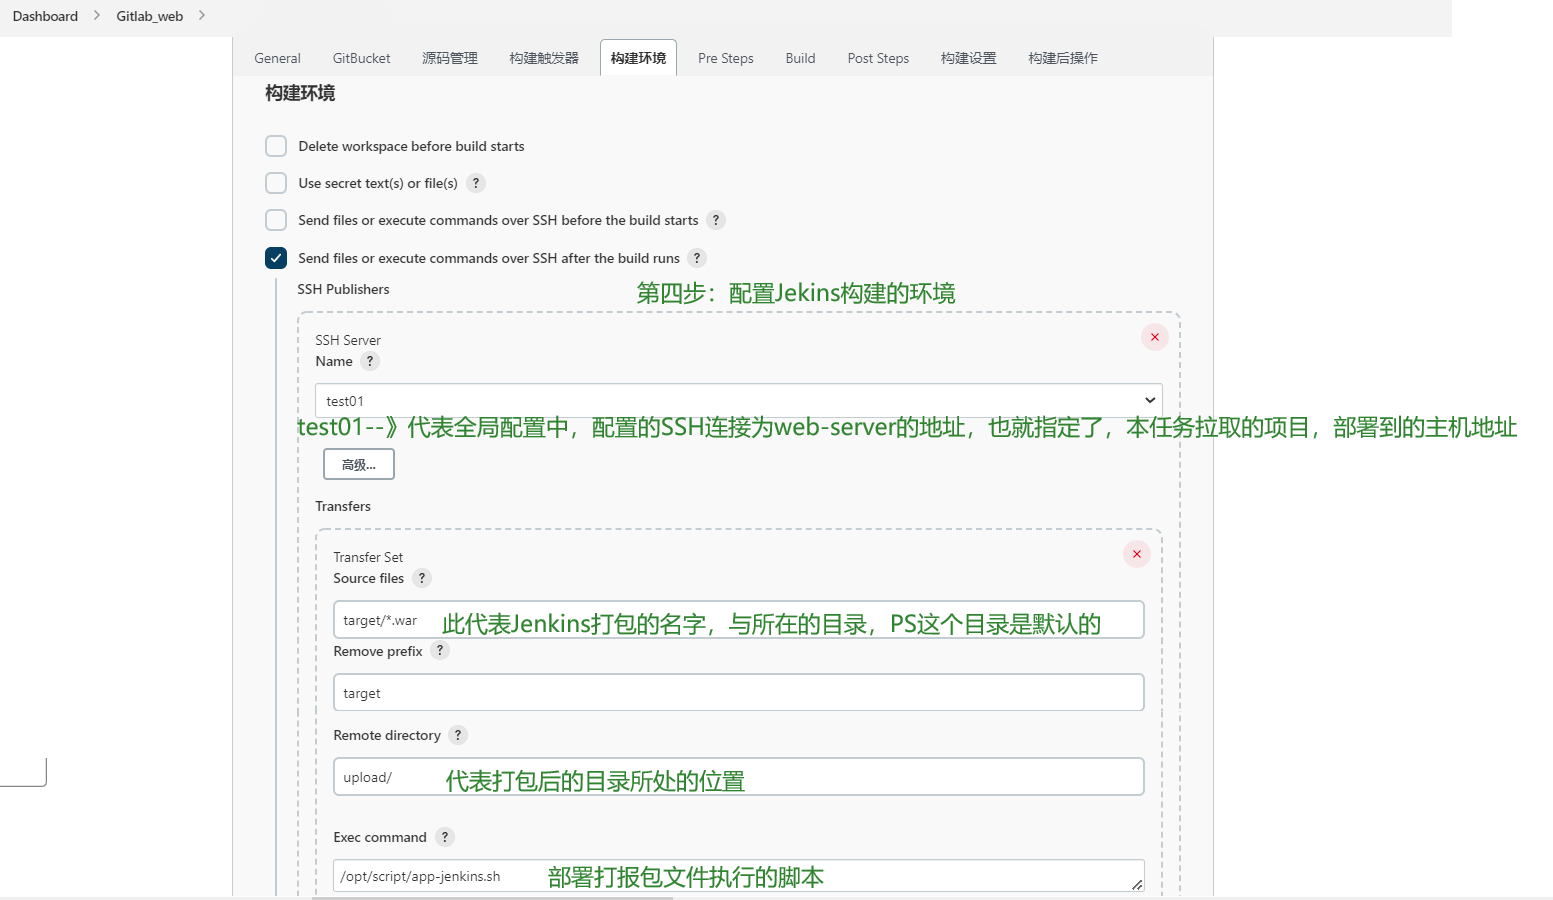 Dashboard > Gitlab_web >
General GitBucket 源码管理 构建触发器 构建环境 Pre Steps Build Post Steps 构建设置 构建后操作
构建环境
Delete workspace before build starts
Use secret text(s) or file(s) ?
Send files or execute commands over SSH before the build starts ?
Send files or execute commands over SSH after the build runs ?
SSH Publishers
第四步：配置Jekins构建的环境
SSH Server
Name ?
test01
test01--》代表全局配置中，配置的SSH连接为web-server的地址，也就指定了，本任务拉取的项目，部署到的主机地址
高级...
Transfers
Transfer Set
Source files ?
target/*.war 此代表Jenkins打包的名字，与所在的目录，PS这个目录是默认的
Remove prefix ?
target
Remote directory ?
upload/ 代表打包后的目录所处的位置
Exec command ?
/opt/script/app-jenkins.sh 部署打报包文件执行的脚本